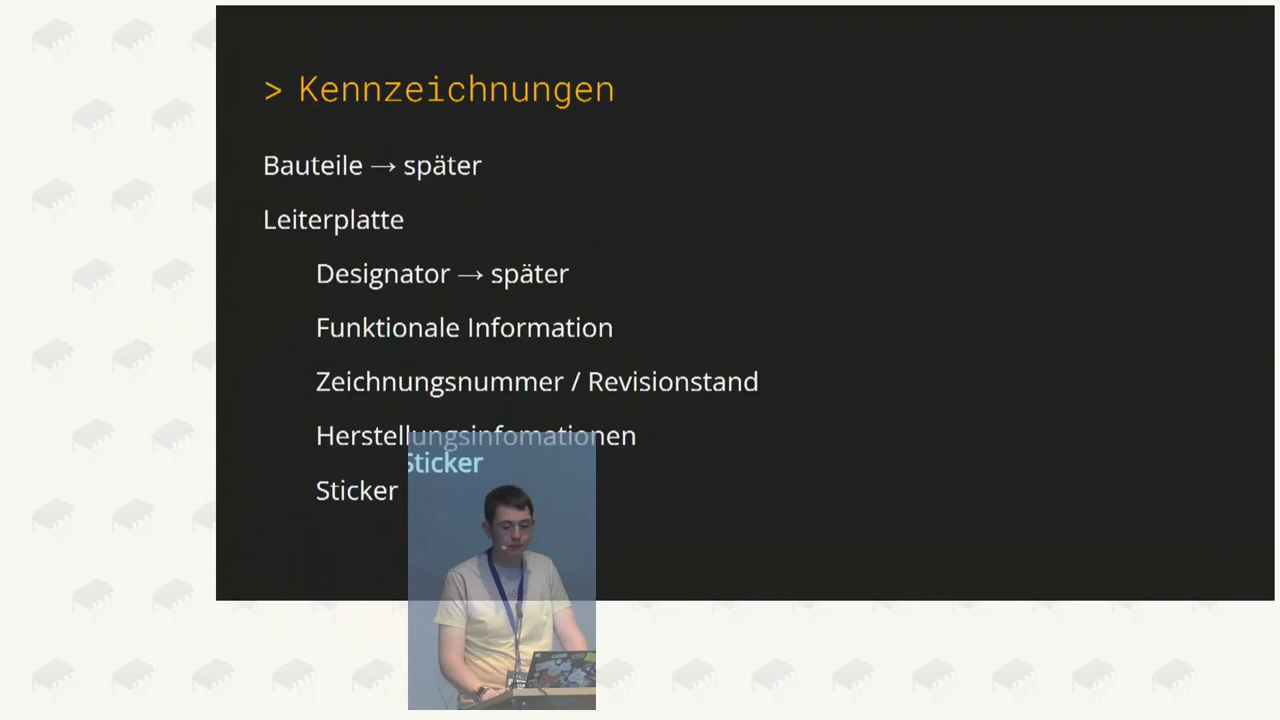 > Kennzeichnungen
Bauteile → später
Leiterplatte
Designator → später
Funktionale Information
Zeichnungsnummer / Revisionstand
Herstellungsinfomationen
Sticker
Sticker